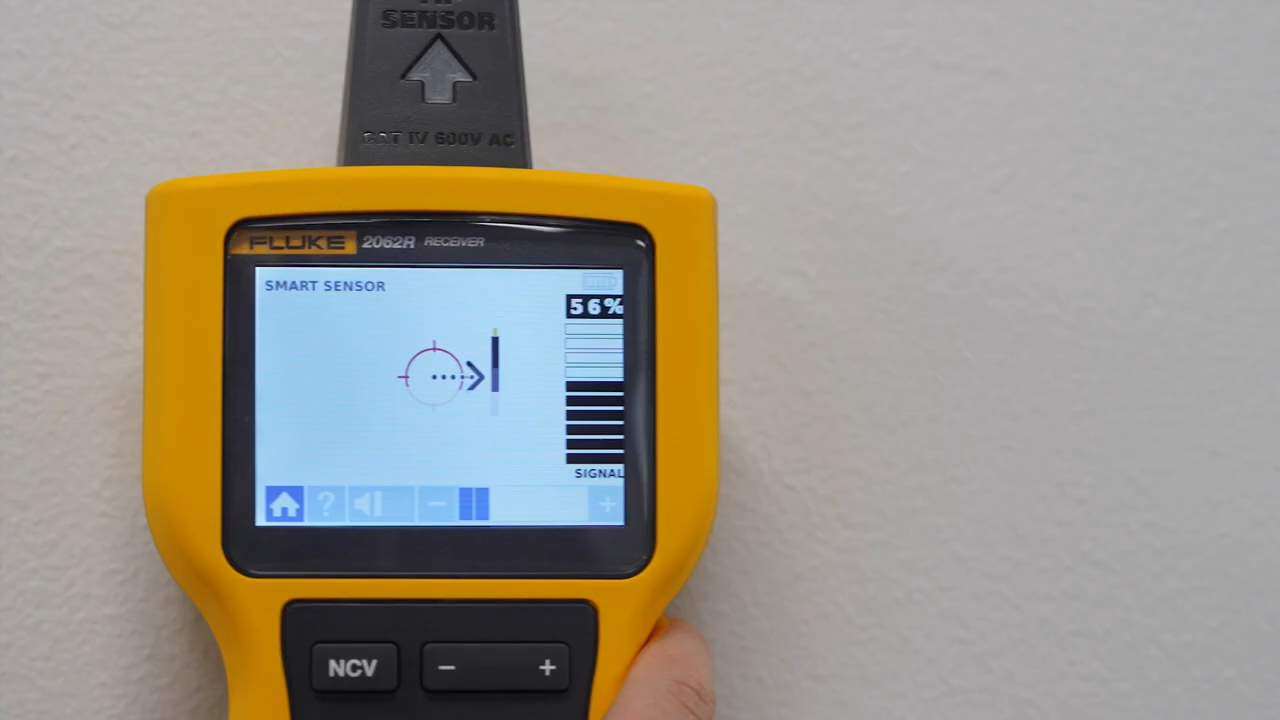 SENSOR
CAT IV 600V AC
FLUKE 2062R RECEIVER
SMART SENSOR
56%
SIGNAL
?
- +
NCV
- +